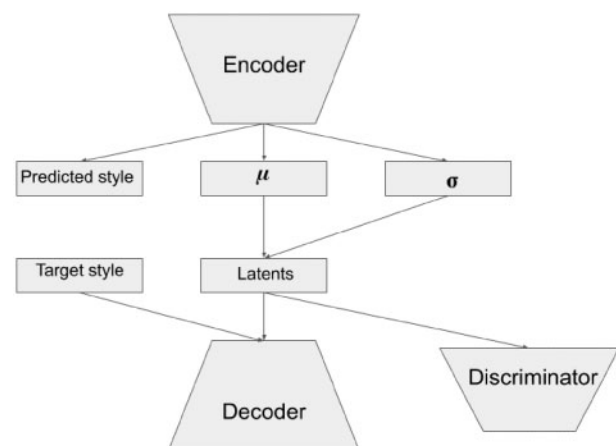 Encoder
Predicted style
μ
σ
Target style
Latents
Discriminator
Decoder